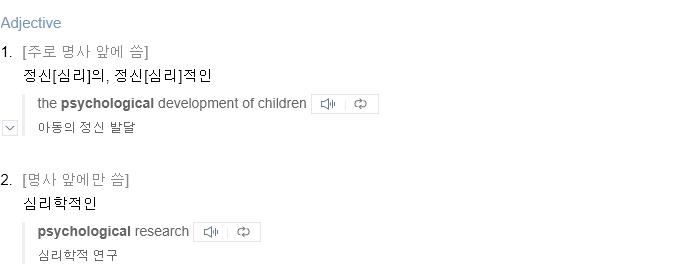 Adjective
1. [주로 명사 앞에 씀]
정신[심리]의, 정신[심리]적인
the psychological development of children
아동의 정신 발달
2. [명사 앞에만 씀]
심리학적인
psychological research
심리학적 연구